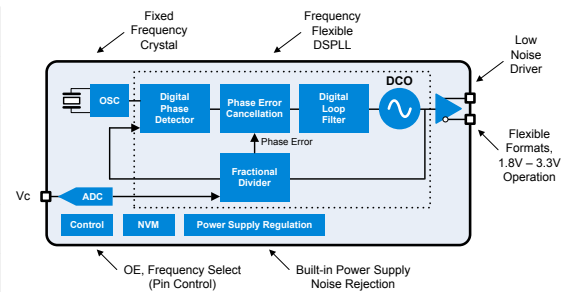 Fixed
Frequency
Crystal
Frequency
Flexible
DSPLL
Low
Noise
Driver
OSC
Digital
Phase
Detector
Phase Error
Cancellation
Digital
Loop
Filter
DCO
Phase Error
Flexible
Formats,
1.8V – 3.3V
Operation
Fractional
Divider
Vc
ADC
Control
NVM
Power Supply Regulation
OE, Frequency Select
(Pin Control)
Built-in Power Supply
Noise Rejection